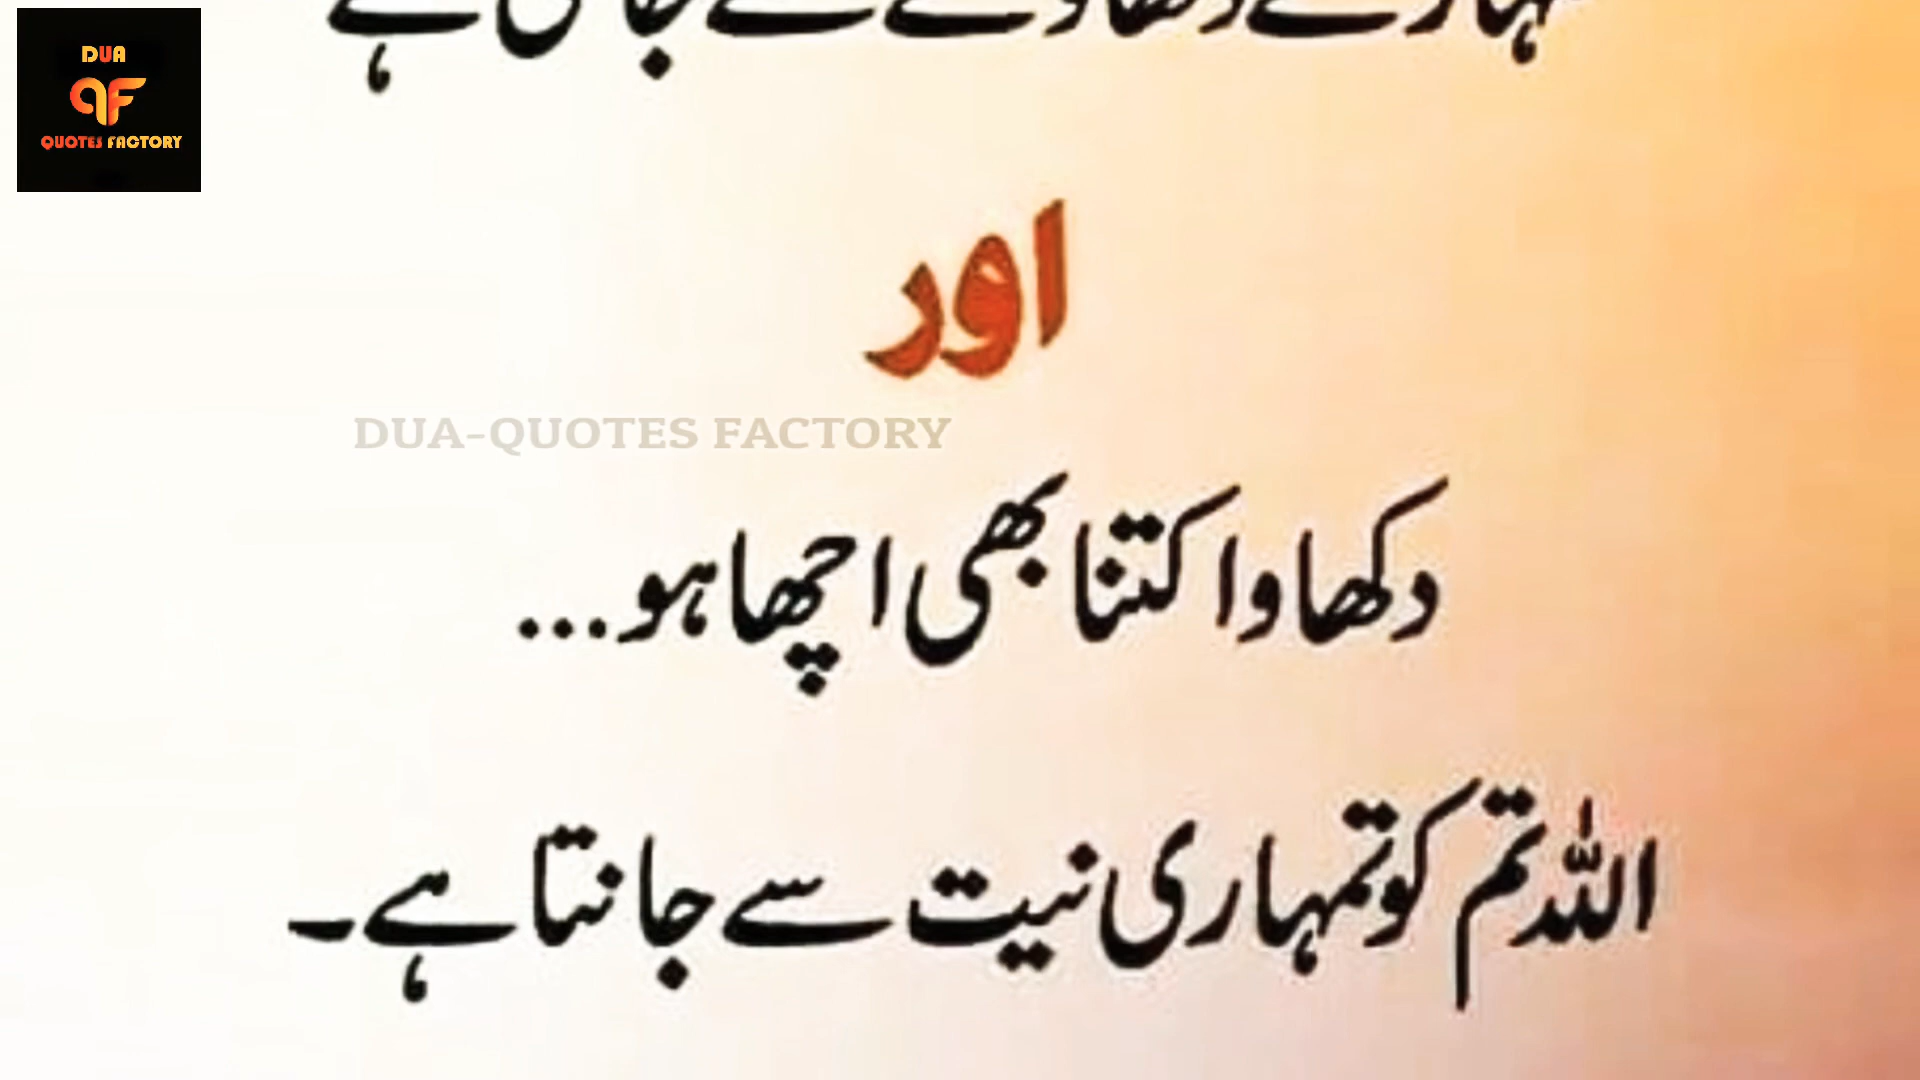 DUA
QF
QUOTES FACTORY
اور
DUA-QUOTES FACTORY
دکھاوا کتنا بھی اچھا ہو...
اللہ تم کو تمہاری نیت سے جانتا ہے۔